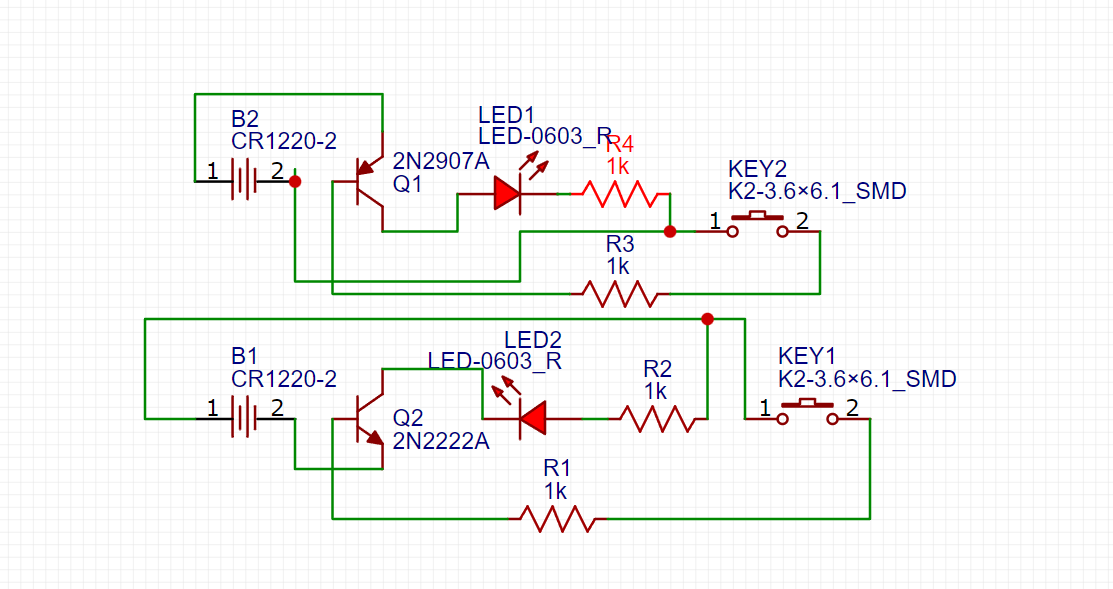 B2
CR1220-2
1 2
2N2907A
Q1
LED1
LED-0603_R
R4
1k
KEY2
K2-3.6×6.1_SMD
1 2
R3
1k
B1
CR1220-2
1 2
Q2
2N2222A
LED2
LED-0603_R
R2
1k
KEY1
K2-3.6×6.1_SMD
1 2
R1
1k